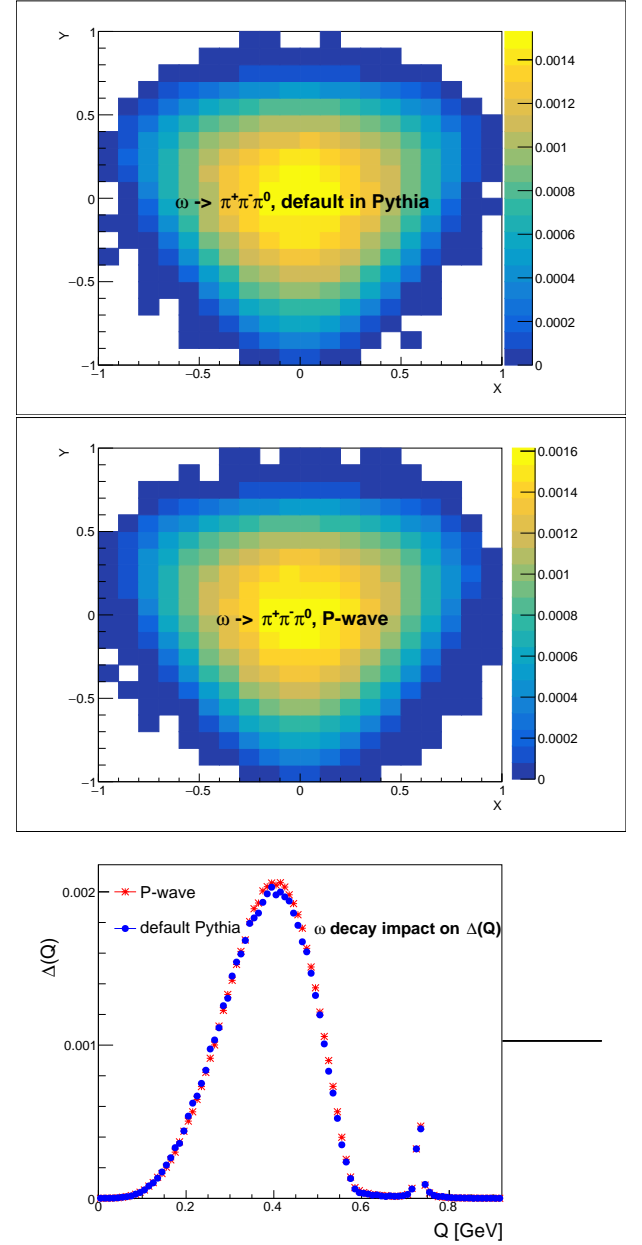 Y
1
0.5
0
−0.5
−1
−1 −0.5 0 0.5 1
X
0.0014
0.0012
0.001
0.0008
0.0006
0.0004
0.0002
0
ω -> π⁺π⁻π⁰, default in Pythia
Y
1
0.5
0
−0.5
−1
−1 −0.5 0 0.5 1
X
0.0016
0.0014
0.0012
0.001
0.0008
0.0006
0.0004
0.0002
0
ω -> π⁺π⁻π⁰, P-wave
P-wave
default Pythia
ω decay impact on Δ(Q)
Δ(Q)
0.002
0.001
0
0 0.2 0.4 0.6 0.8
Q [GeV]